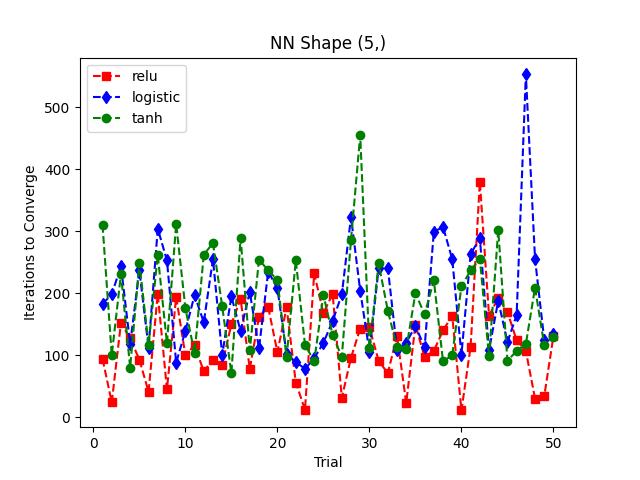 NN Shape (5,)
relu
logistic
tanh
Iterations to Converge
500
400
300
200
100
0
0 10 20 30 40 50
Trial